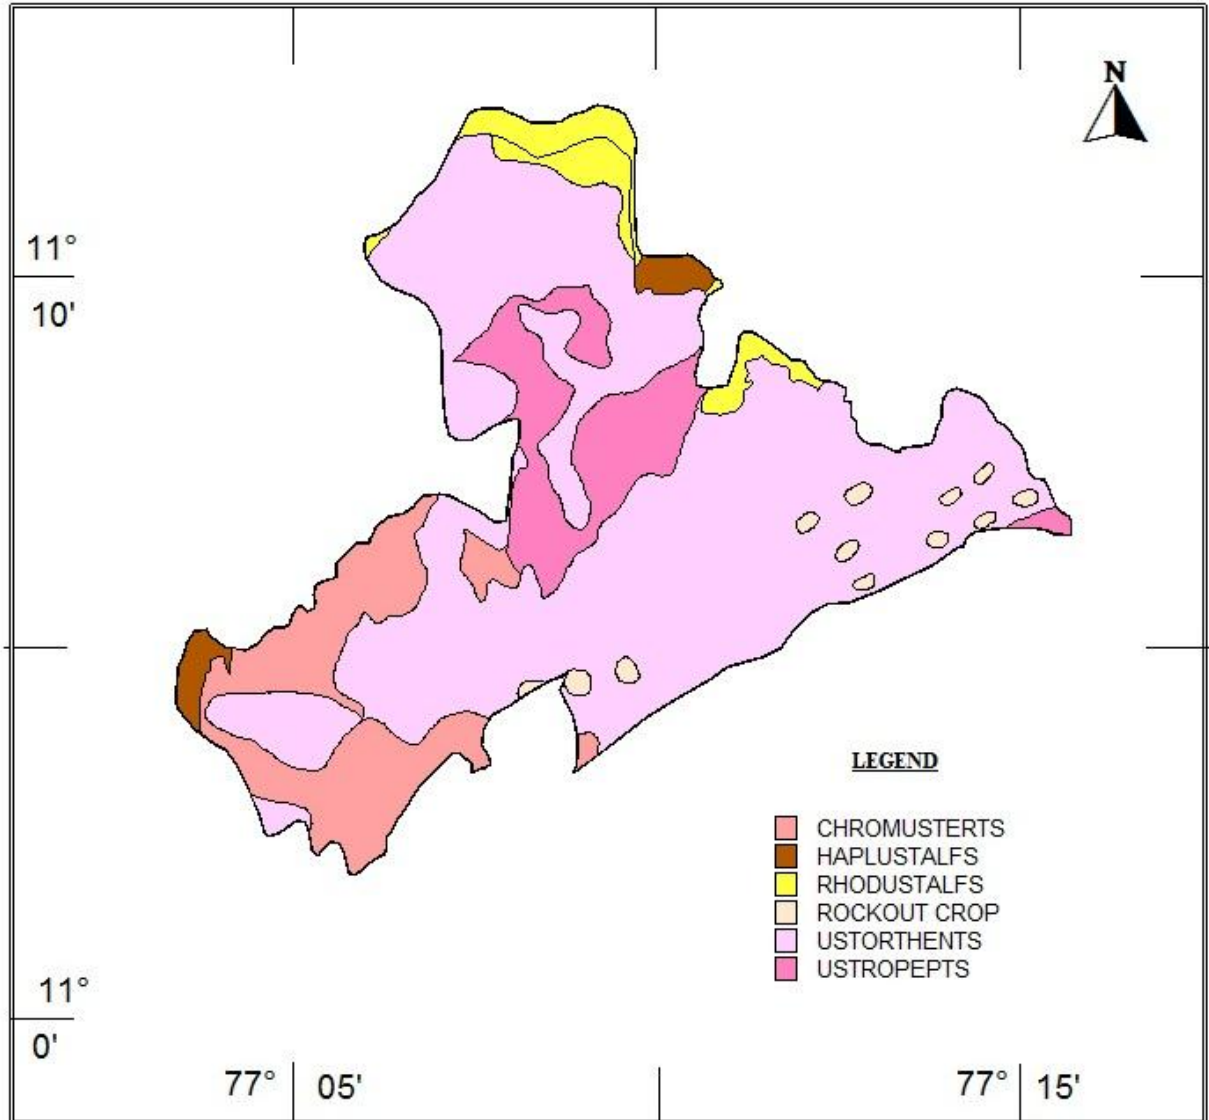 N
11°
10'
LEGEND
CHROMUSTERTS
HAPLUSTALFS
RHODUSTALFS
ROCKOUT CROP
USTORTHENTS
USTROPEPTS
11°
0'
77° 05'
77° 15'